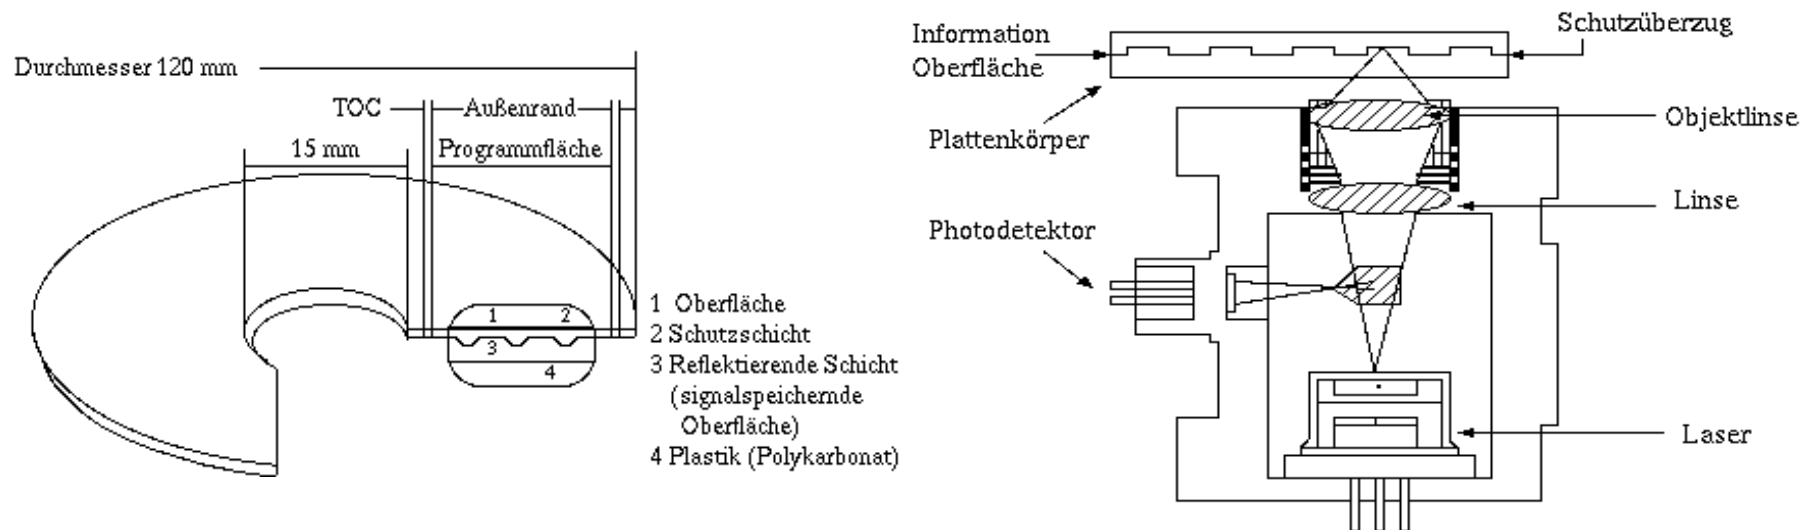 Durchmesser 120 mm
TOC
Außenrand
15 mm
Programmfläche
1
2
3
4
1 Oberfläche
2 Schutzschicht
3 Reflektierende Schicht
(signalspeichernde
Oberfläche)
4 Plastik (Polykarbonat)
Information
Oberfläche
Schutzüberzug
Plattenkörper
Objektlinse
Linse
Photodetektor
Laser